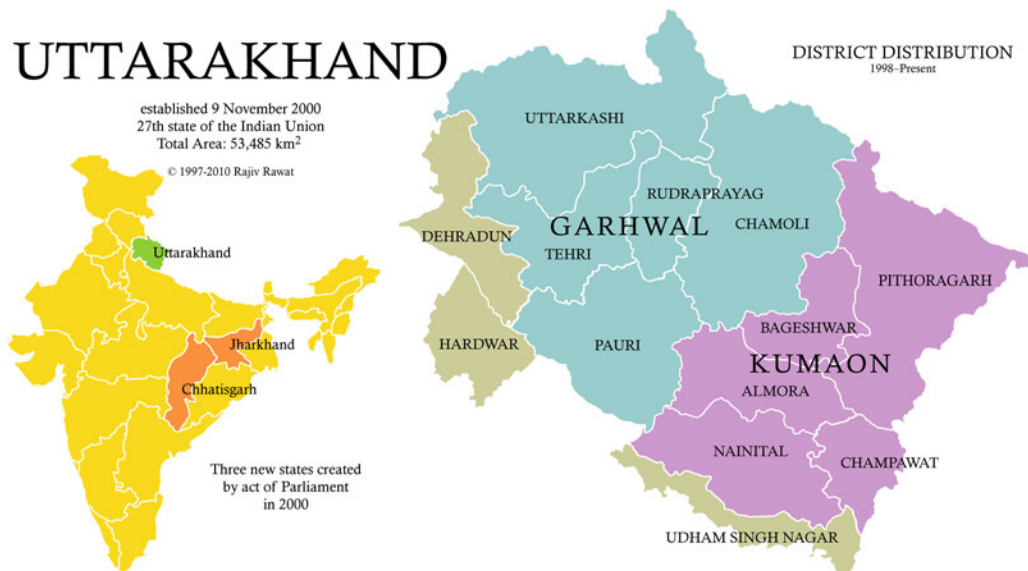 UTTARAKHAND
established 9 November 2000
27th state of the Indian Union
Total Area: 53,485 km²
© 1997-2010 Rajiv Rawat
Uttarakhand
Jharkhand
Chhatisgarh
Three new states created
by act of Parliament
in 2000
DISTRICT DISTRIBUTION
1998–Present
UTTARKASHI
RUDRAPRAYAG
GARHWAL
CHAMOLI
DEHRADUN
TEHRI
PITHORAGARH
HARDWAR
PAURI
BAGESHWAR
KUMAON
ALMORA
NAINITAL
CHAMPAWAT
UDHAM SINGH NAGAR